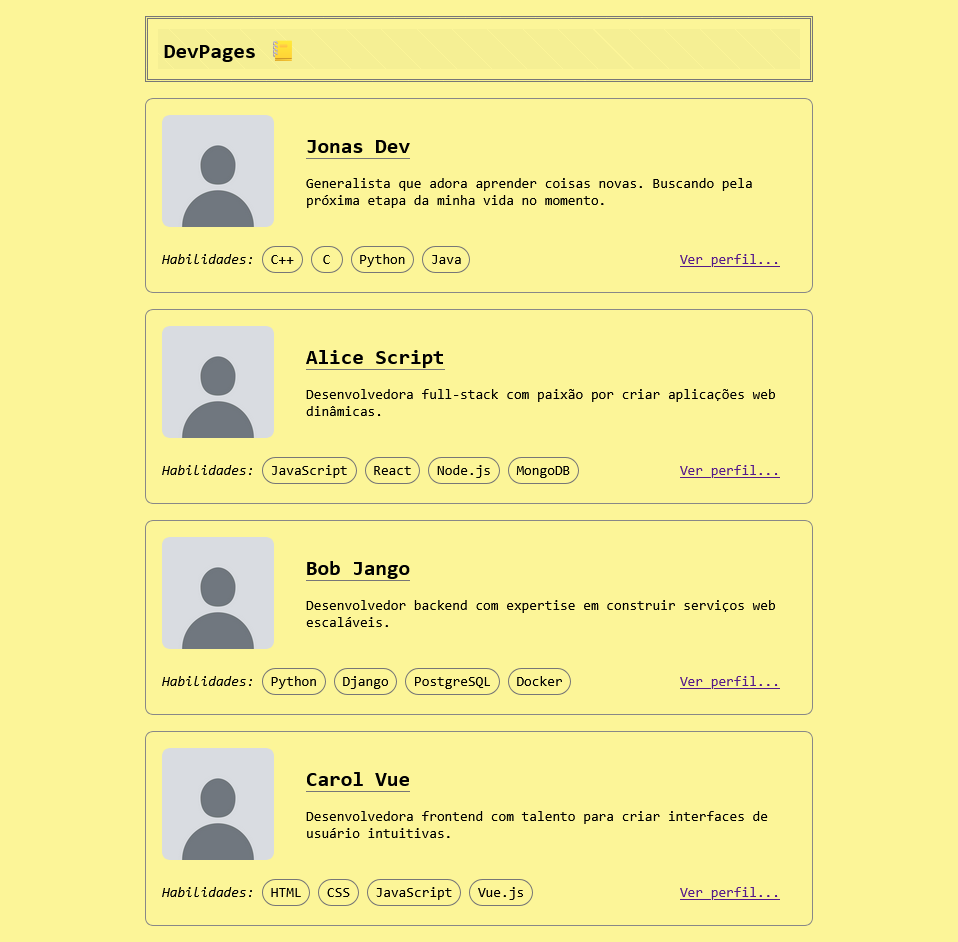 DevPages 📒
Jonas Dev
Generalista que adora aprender coisas novas. Buscando pela
próxima etapa da minha vida no momento.
Habilidades: C++ C Python Java Ver perfil...
Alice Script
Desenvolvedora full-stack com paixão por criar aplicações web
dinâmicas.
Habilidades: JavaScript React Node.js MongoDB Ver perfil...
Bob Jango
Desenvolvedor backend com expertise em construir serviços web
escaláveis.
Habilidades: Python Django PostgreSQL Docker Ver perfil...
Carol Vue
Desenvolvedora frontend com talento para criar interfaces de
usuário intuitivas.
Habilidades: HTML CSS JavaScript Vue.js Ver perfil...